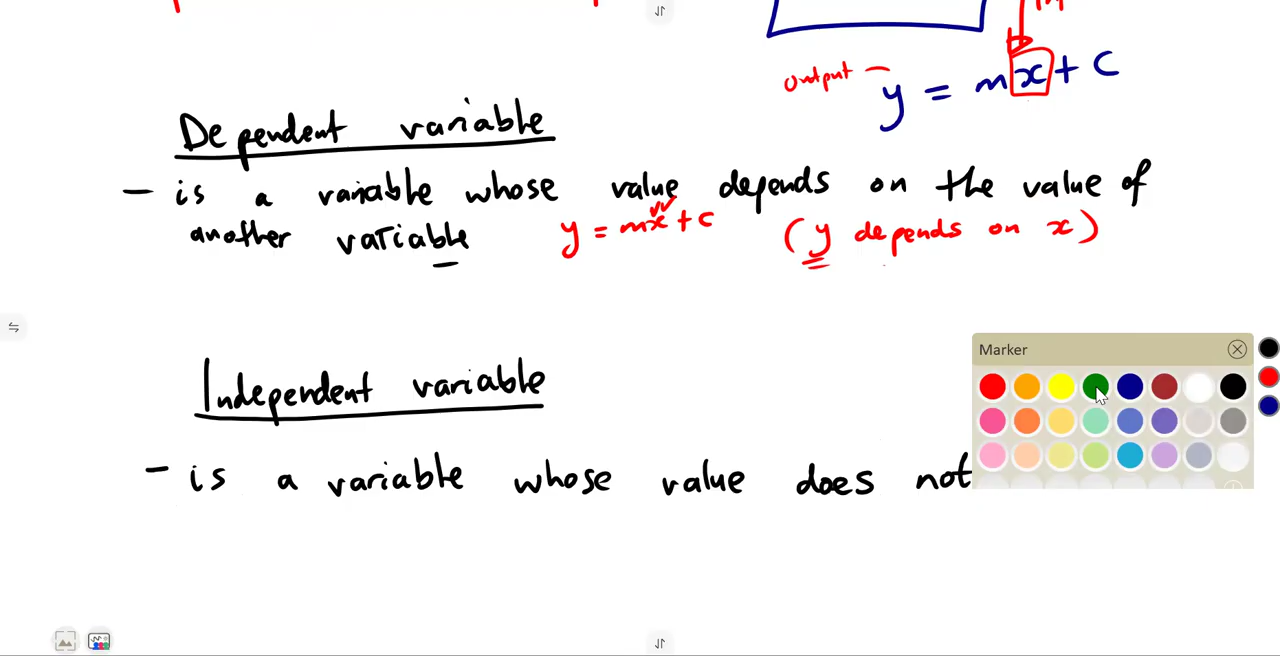 output — y = mx + c
Dependent variable
— is a variable whose value depends on the value of
another variable y = mx + c (y depends on x)
Independent variable
Marker
— is a variable whose value does not